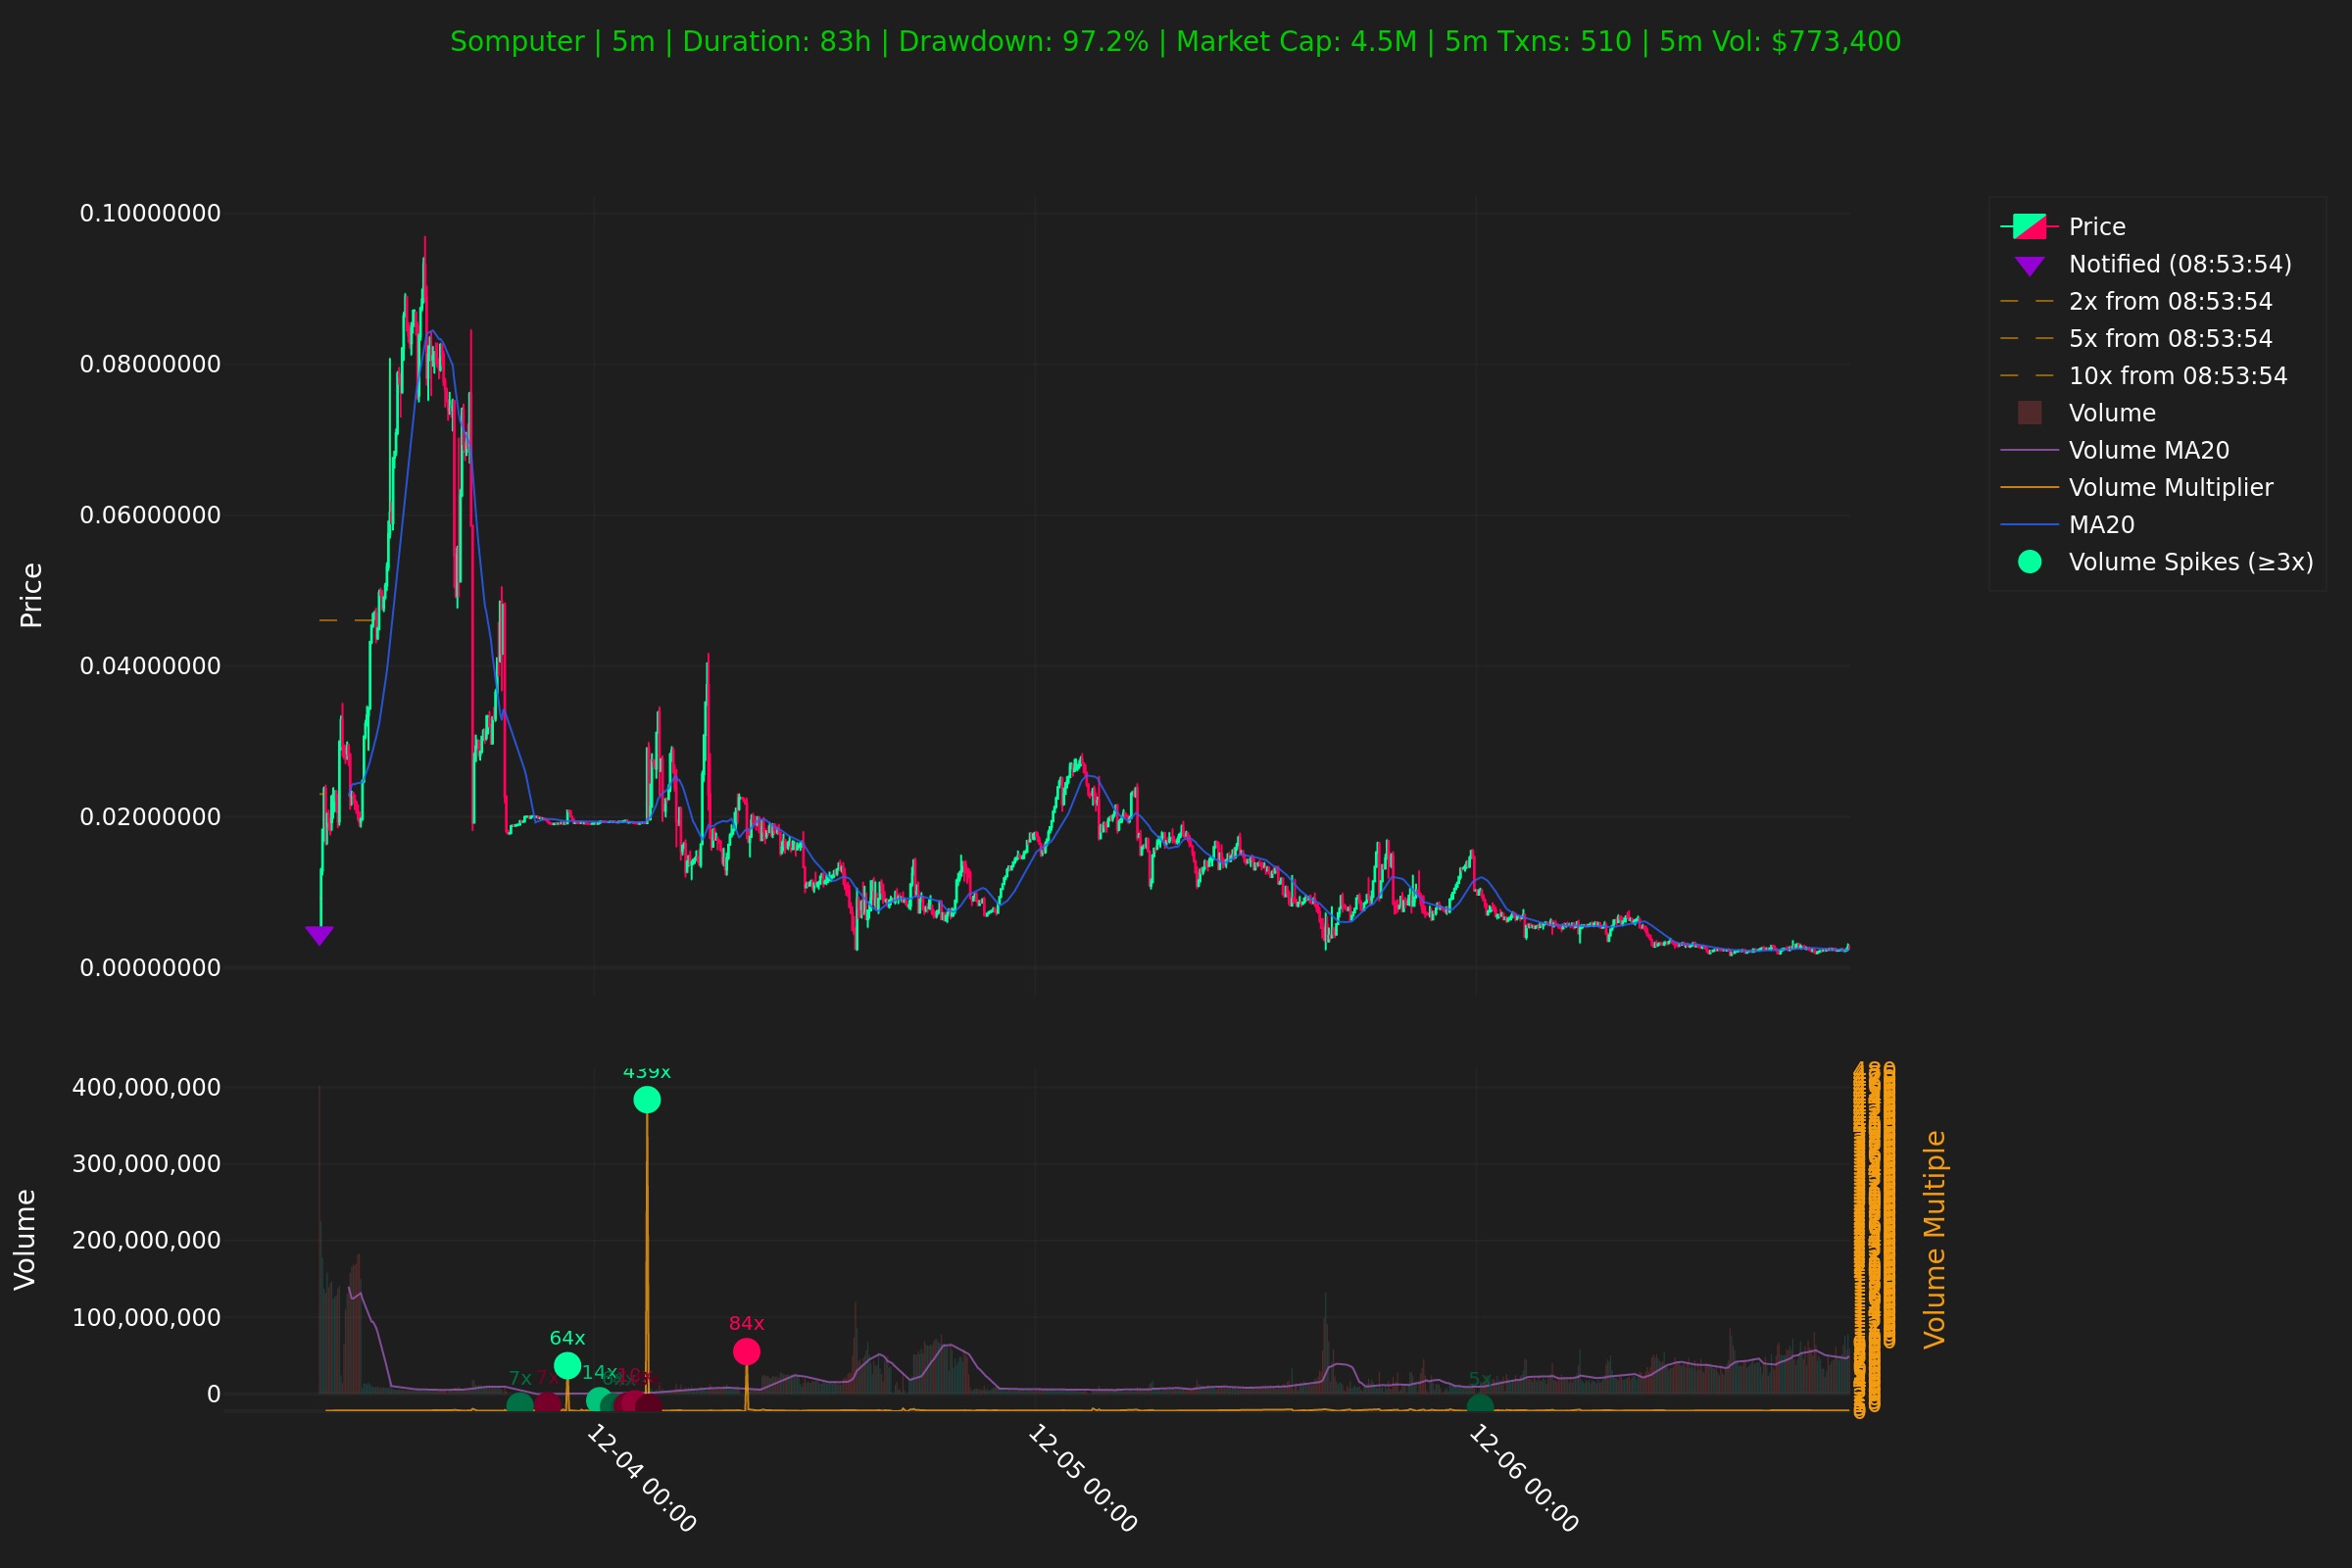 Somputer | 5m | Duration: 83h | Drawdown: 97.2% | Market Cap: 4.5M | 5m Txns: 510 | 5m Vol: $773,400
Price
0.10000000
0.08000000
0.06000000
0.04000000
0.02000000
0.00000000
Price
Notified (08:53:54)
2x from 08:53:54
5x from 08:53:54
10x from 08:53:54
Volume
Volume MA20
Volume Multiplier
MA20
Volume Spikes (≥3x)
Volume
400,000,000
300,000,000
200,000,000
100,000,000
0
439x
84x
64x
14x
7x
5x
Volume Multiple
12-04 00:00
12-05 00:00
12-06 00:00